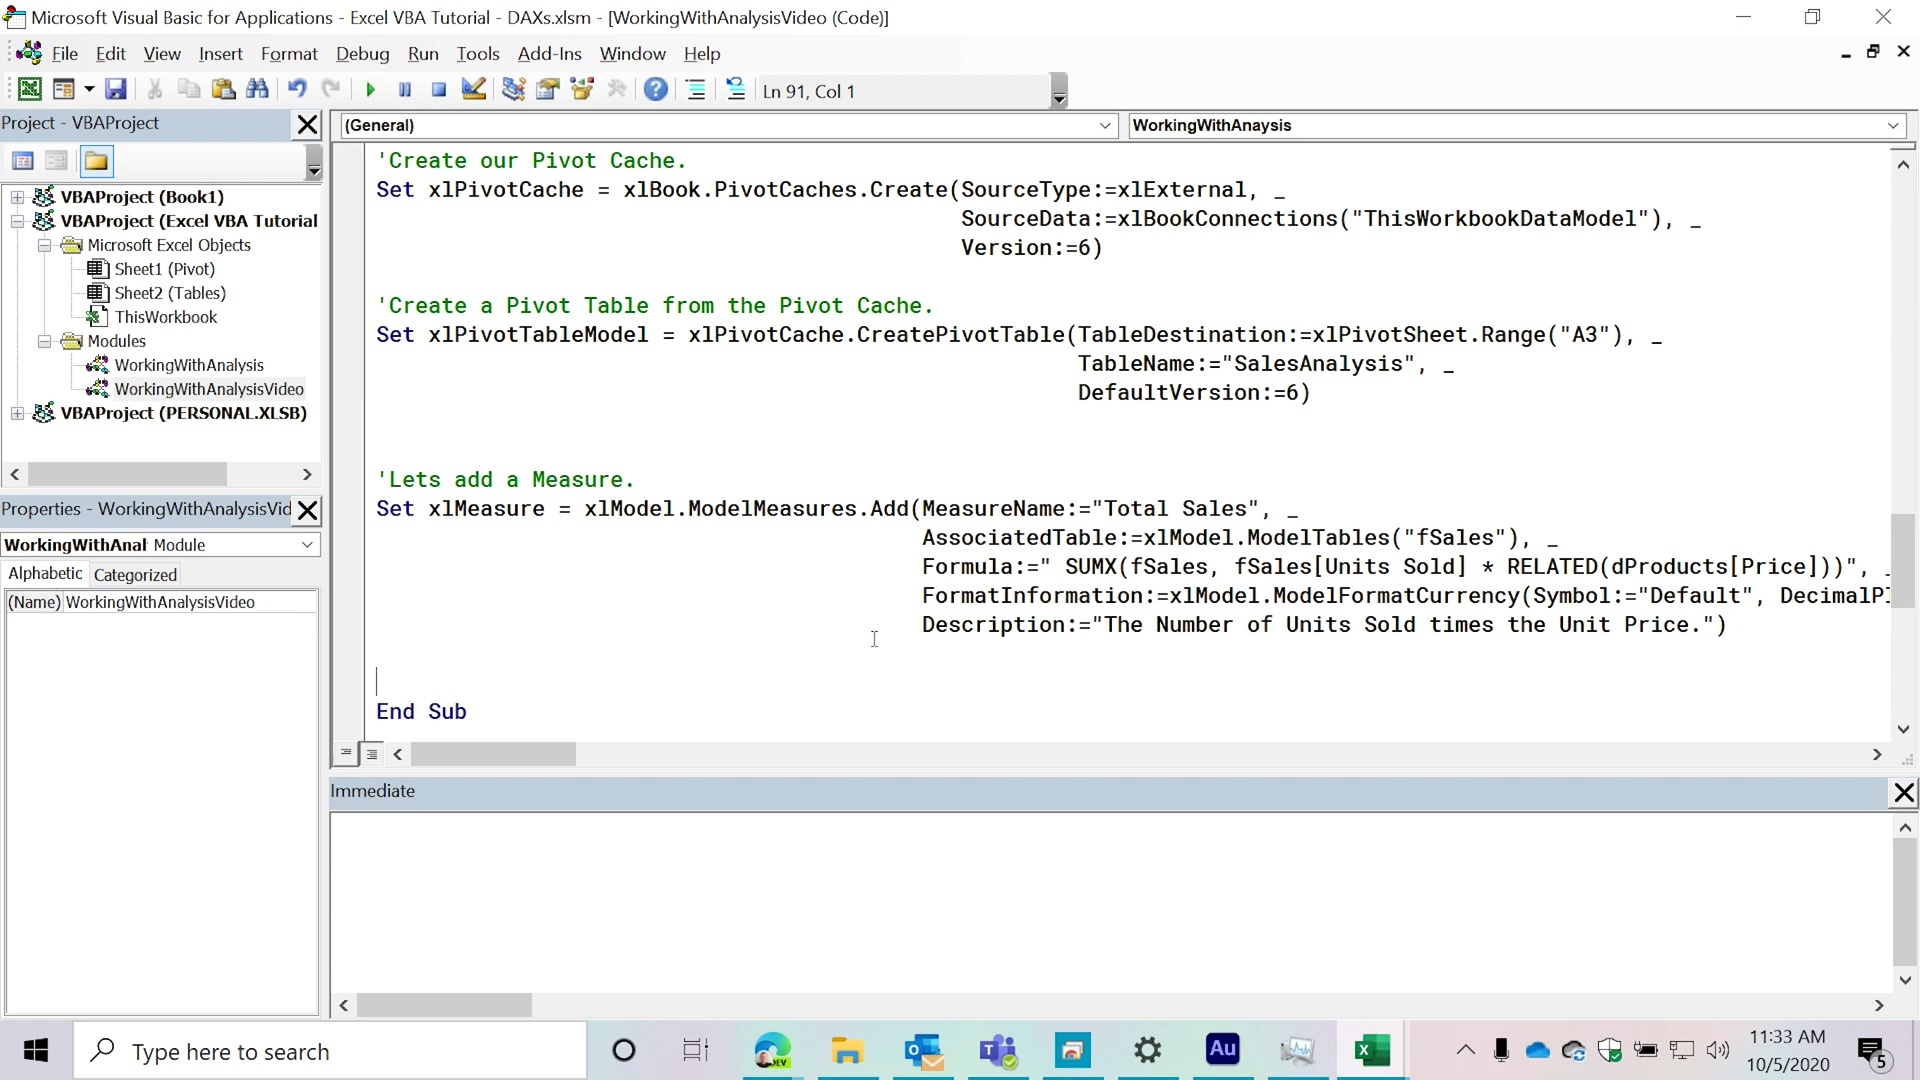 Microsoft Visual Basic for Applications - Excel VBA Tutorial - DAXs.xlsm - [WorkingWithAnalysisVideo (Code)]
File Edit View Insert Format Debug Run Tools Add-Ins Window Help
Ln 91, Col 1
Project - VBAProject
VBAProject (Book1)
VBAProject (Excel VBA Tutorial
Microsoft Excel Objects
Sheet1 (Pivot)
Sheet2 (Tables)
ThisWorkbook
Modules
WorkingWithAnalysis
WorkingWithAnalysisVideo
VBAProject (PERSONAL.XLSB)
Properties - WorkingWithAnalysisVid
WorkingWithAnal Module
Alphabetic Categorized
(Name) WorkingWithAnalysisVideo
(General) WorkingWithAnaysis
'Create our Pivot Cache.
Set xlPivotCache = xlBook.PivotCaches.Create(SourceType:=xlExternal, _
SourceData:=xlBookConnections("ThisWorkbookDataModel"), _
Version:=6)
'Create a Pivot Table from the Pivot Cache.
Set xlPivotTableModel = xlPivotCache.CreatePivotTable(TableDestination:=xlPivotSheet.Range("A3"), _
TableName:="SalesAnalysis", _
DefaultVersion:=6)
'Lets add a Measure.
Set xlMeasure = xlModel.ModelMeasures.Add(MeasureName:="Total Sales", _
AssociatedTable:=xlModel.ModelTables("fSales"), _
Formula:=" SUMX(fSales, fSales[Units Sold] * RELATED(dProducts[Price]))", _
FormatInformation:=xlModel.ModelFormatCurrency(Symbol:="Default", DecimalPl
Description:="The Number of Units Sold times the Unit Price.")
End Sub
Immediate
Type here to search
DEV
Au
11:33 AM
10/5/2020
5